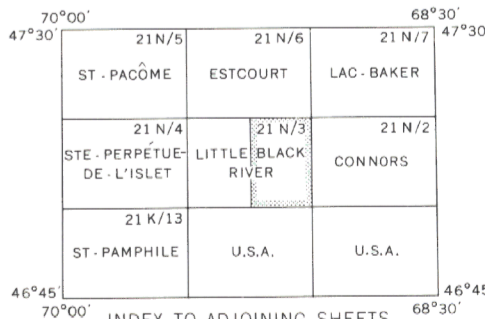 70°00' 68°30'
47°30' 47°30'
21 N/5 21 N/6 21 N/7
ST-PACÔME ESTCOURT LAC-BAKER
21 N/4 21 N/3 21 N/2
STE-PERPÉTUE- LITTLE BLACK CONNORS
DE-L'ISLET RIVER
21 K/13
ST-PAMPHILE U.S.A. U.S.A.
46°45' 46°45'
70°00' 68°30'
INDEX TO ADJOINING SHEETS